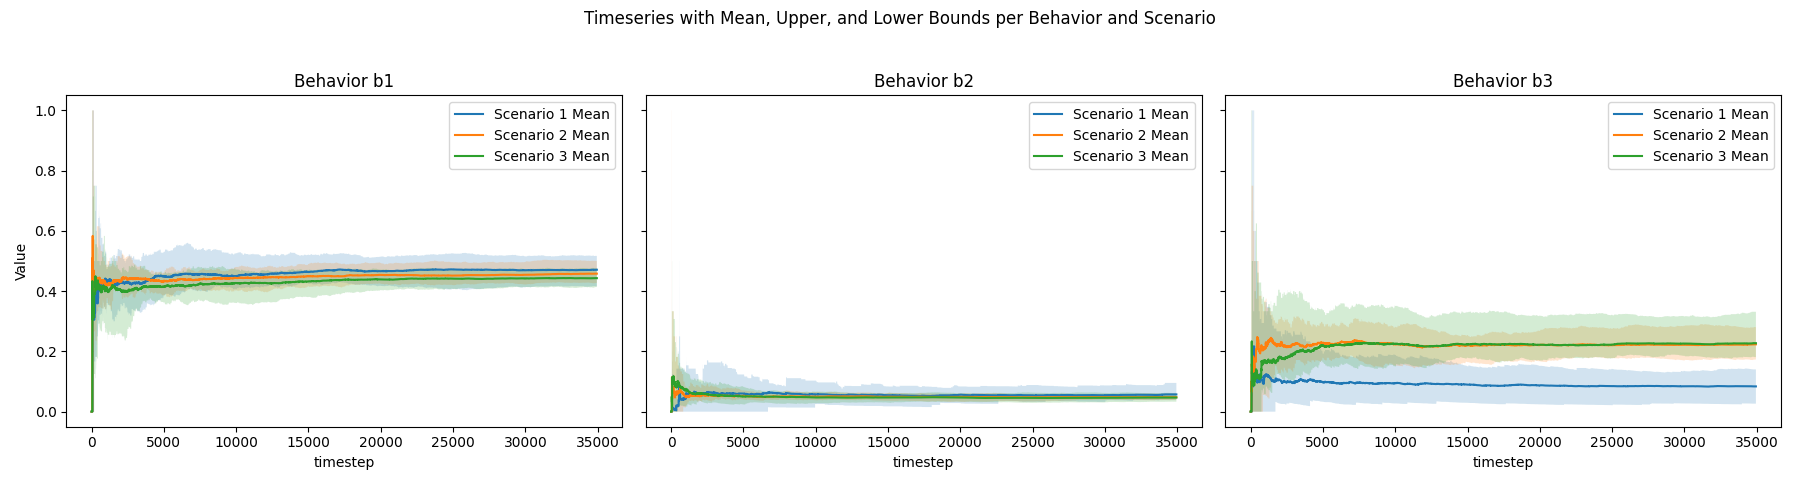 Timeseries with Mean, Upper, and Lower Bounds per Behavior and Scenario
Behavior b1
Value
1.0
0.8
0.6
0.4
0.2
0.0
Scenario 1 Mean
Scenario 2 Mean
Scenario 3 Mean
0 5000 10000 15000 20000 25000 30000 35000
timestep
Behavior b2
Scenario 1 Mean
Scenario 2 Mean
Scenario 3 Mean
0 5000 10000 15000 20000 25000 30000 35000
timestep
Behavior b3
Scenario 1 Mean
Scenario 2 Mean
Scenario 3 Mean
0 5000 10000 15000 20000 25000 30000 35000
timestep